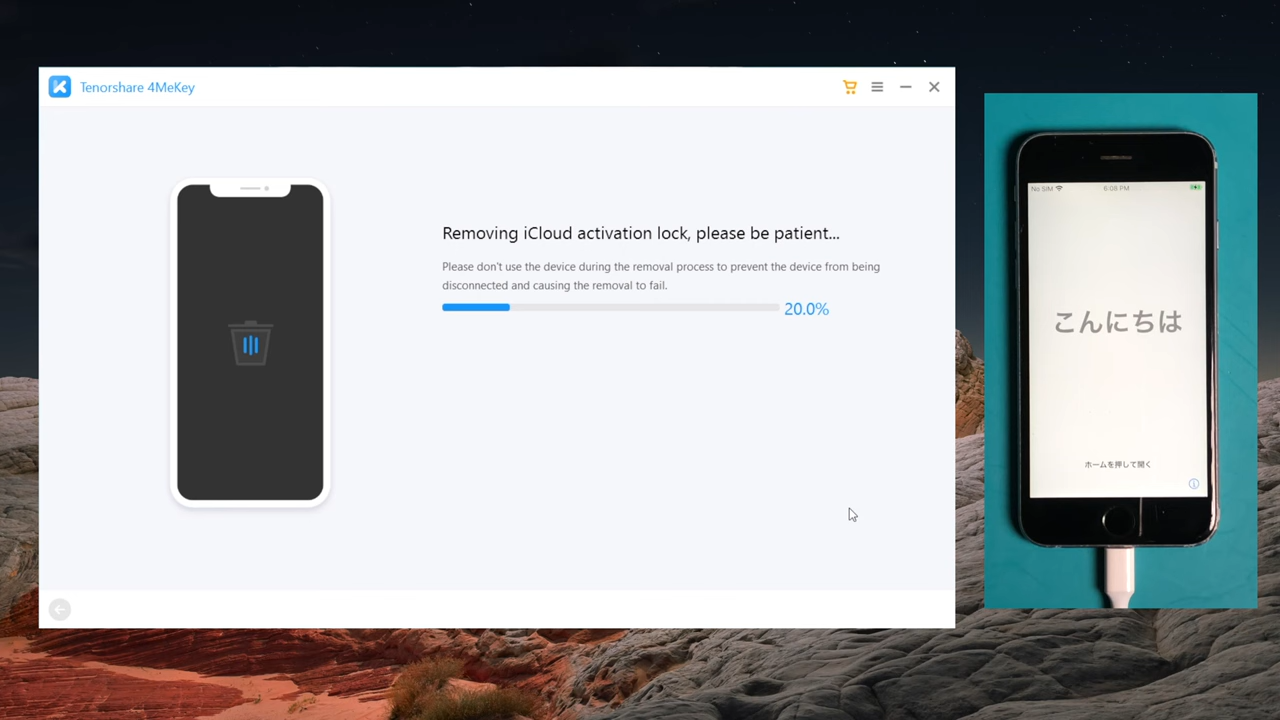 Tenorshare 4MeKey
Removing iCloud activation lock, please be patient...
Please don't use the device during the removal process to prevent the device from being
disconnected and causing the removal to fail.
20.0%
No SIM
6:08 PM
こんにちは
ホームを押して開く